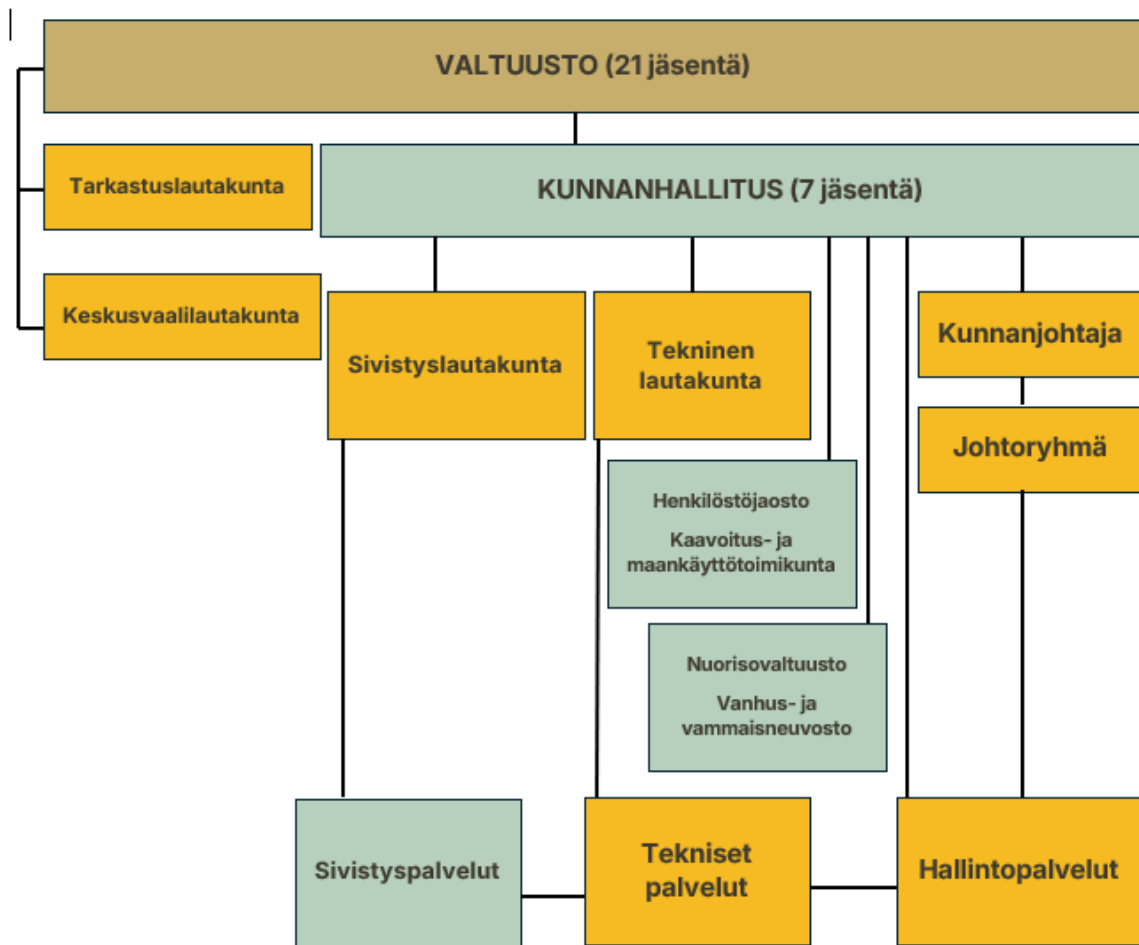 VALTUUSTO (21 jäsentä)
Tarkastuslautakunta
KUNNANHALLITUS (7 jäsentä)
Keskusvaalilautakunta
Sivistyslautakunta
Tekninen
lautakunta
Kunnanjohtaja
Johtoryhmä
Henkilöstöjaosto
Kaavoitus- ja
maankäyttötoimikunta
Nuorisovaltuusto
Vanhus- ja
vammaisneuvosto
Sivistyspalvelut
Tekniset
palvelut
Hallintopalvelut